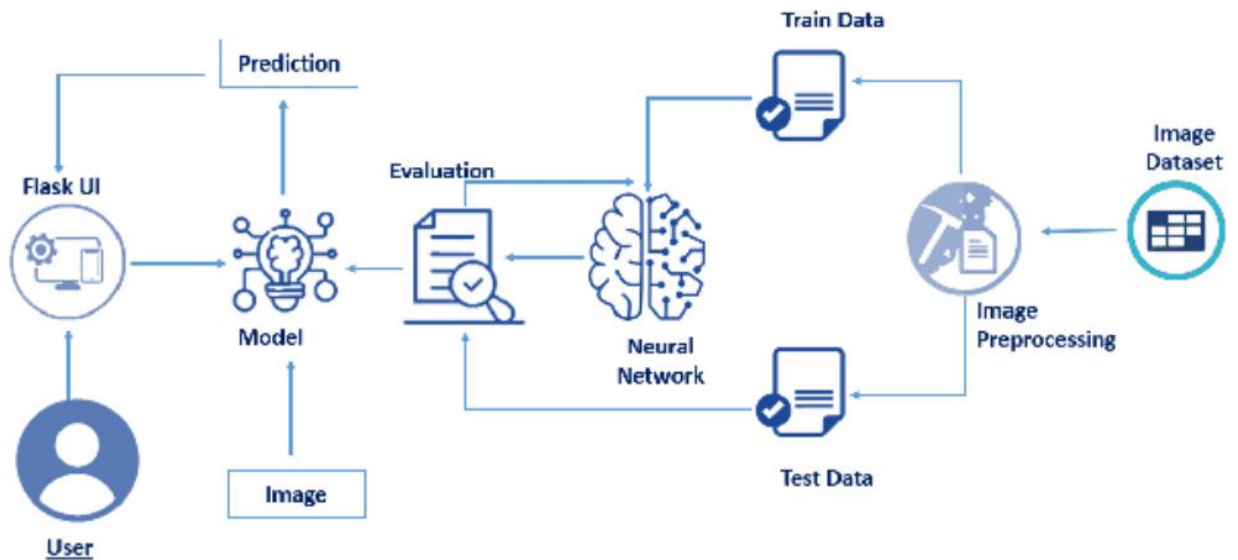 Train Data
Prediction
Image
Dataset
Evaluation
Flask UI
Image
Preprocessing
Model
Neural
Network
Test Data
Image
User